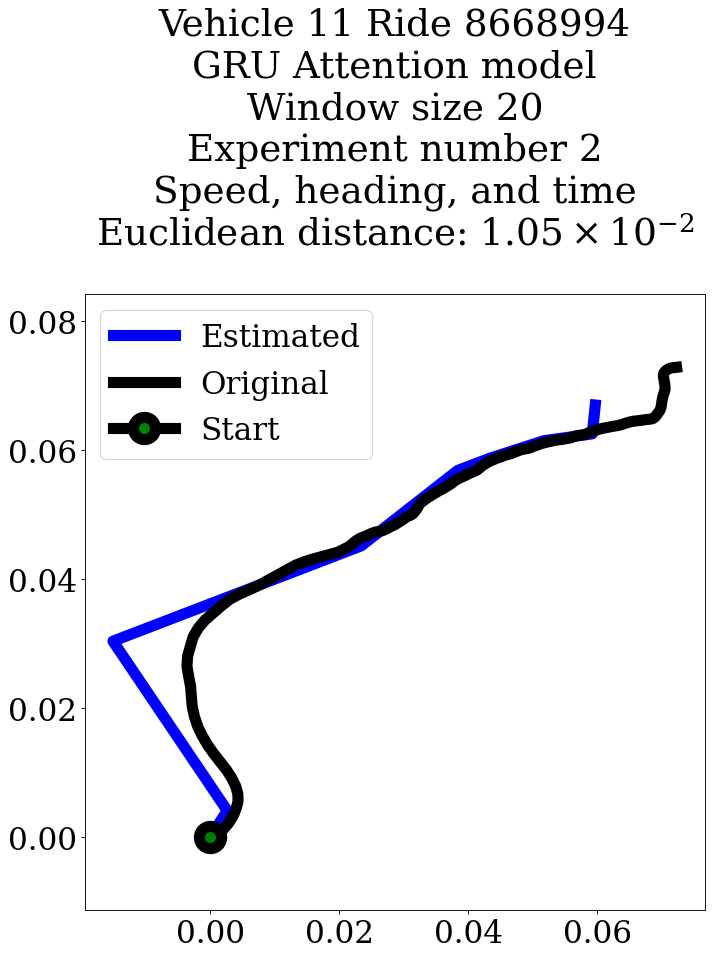 Vehicle 11 Ride 8668994
GRU Attention model
Window size 20
Experiment number 2
Speed, heading, and time
Euclidean distance: 1.05 × 10⁻²
0.08
0.06
0.04
0.02
0.00
Estimated
Original
Start
0.00 0.02 0.04 0.06